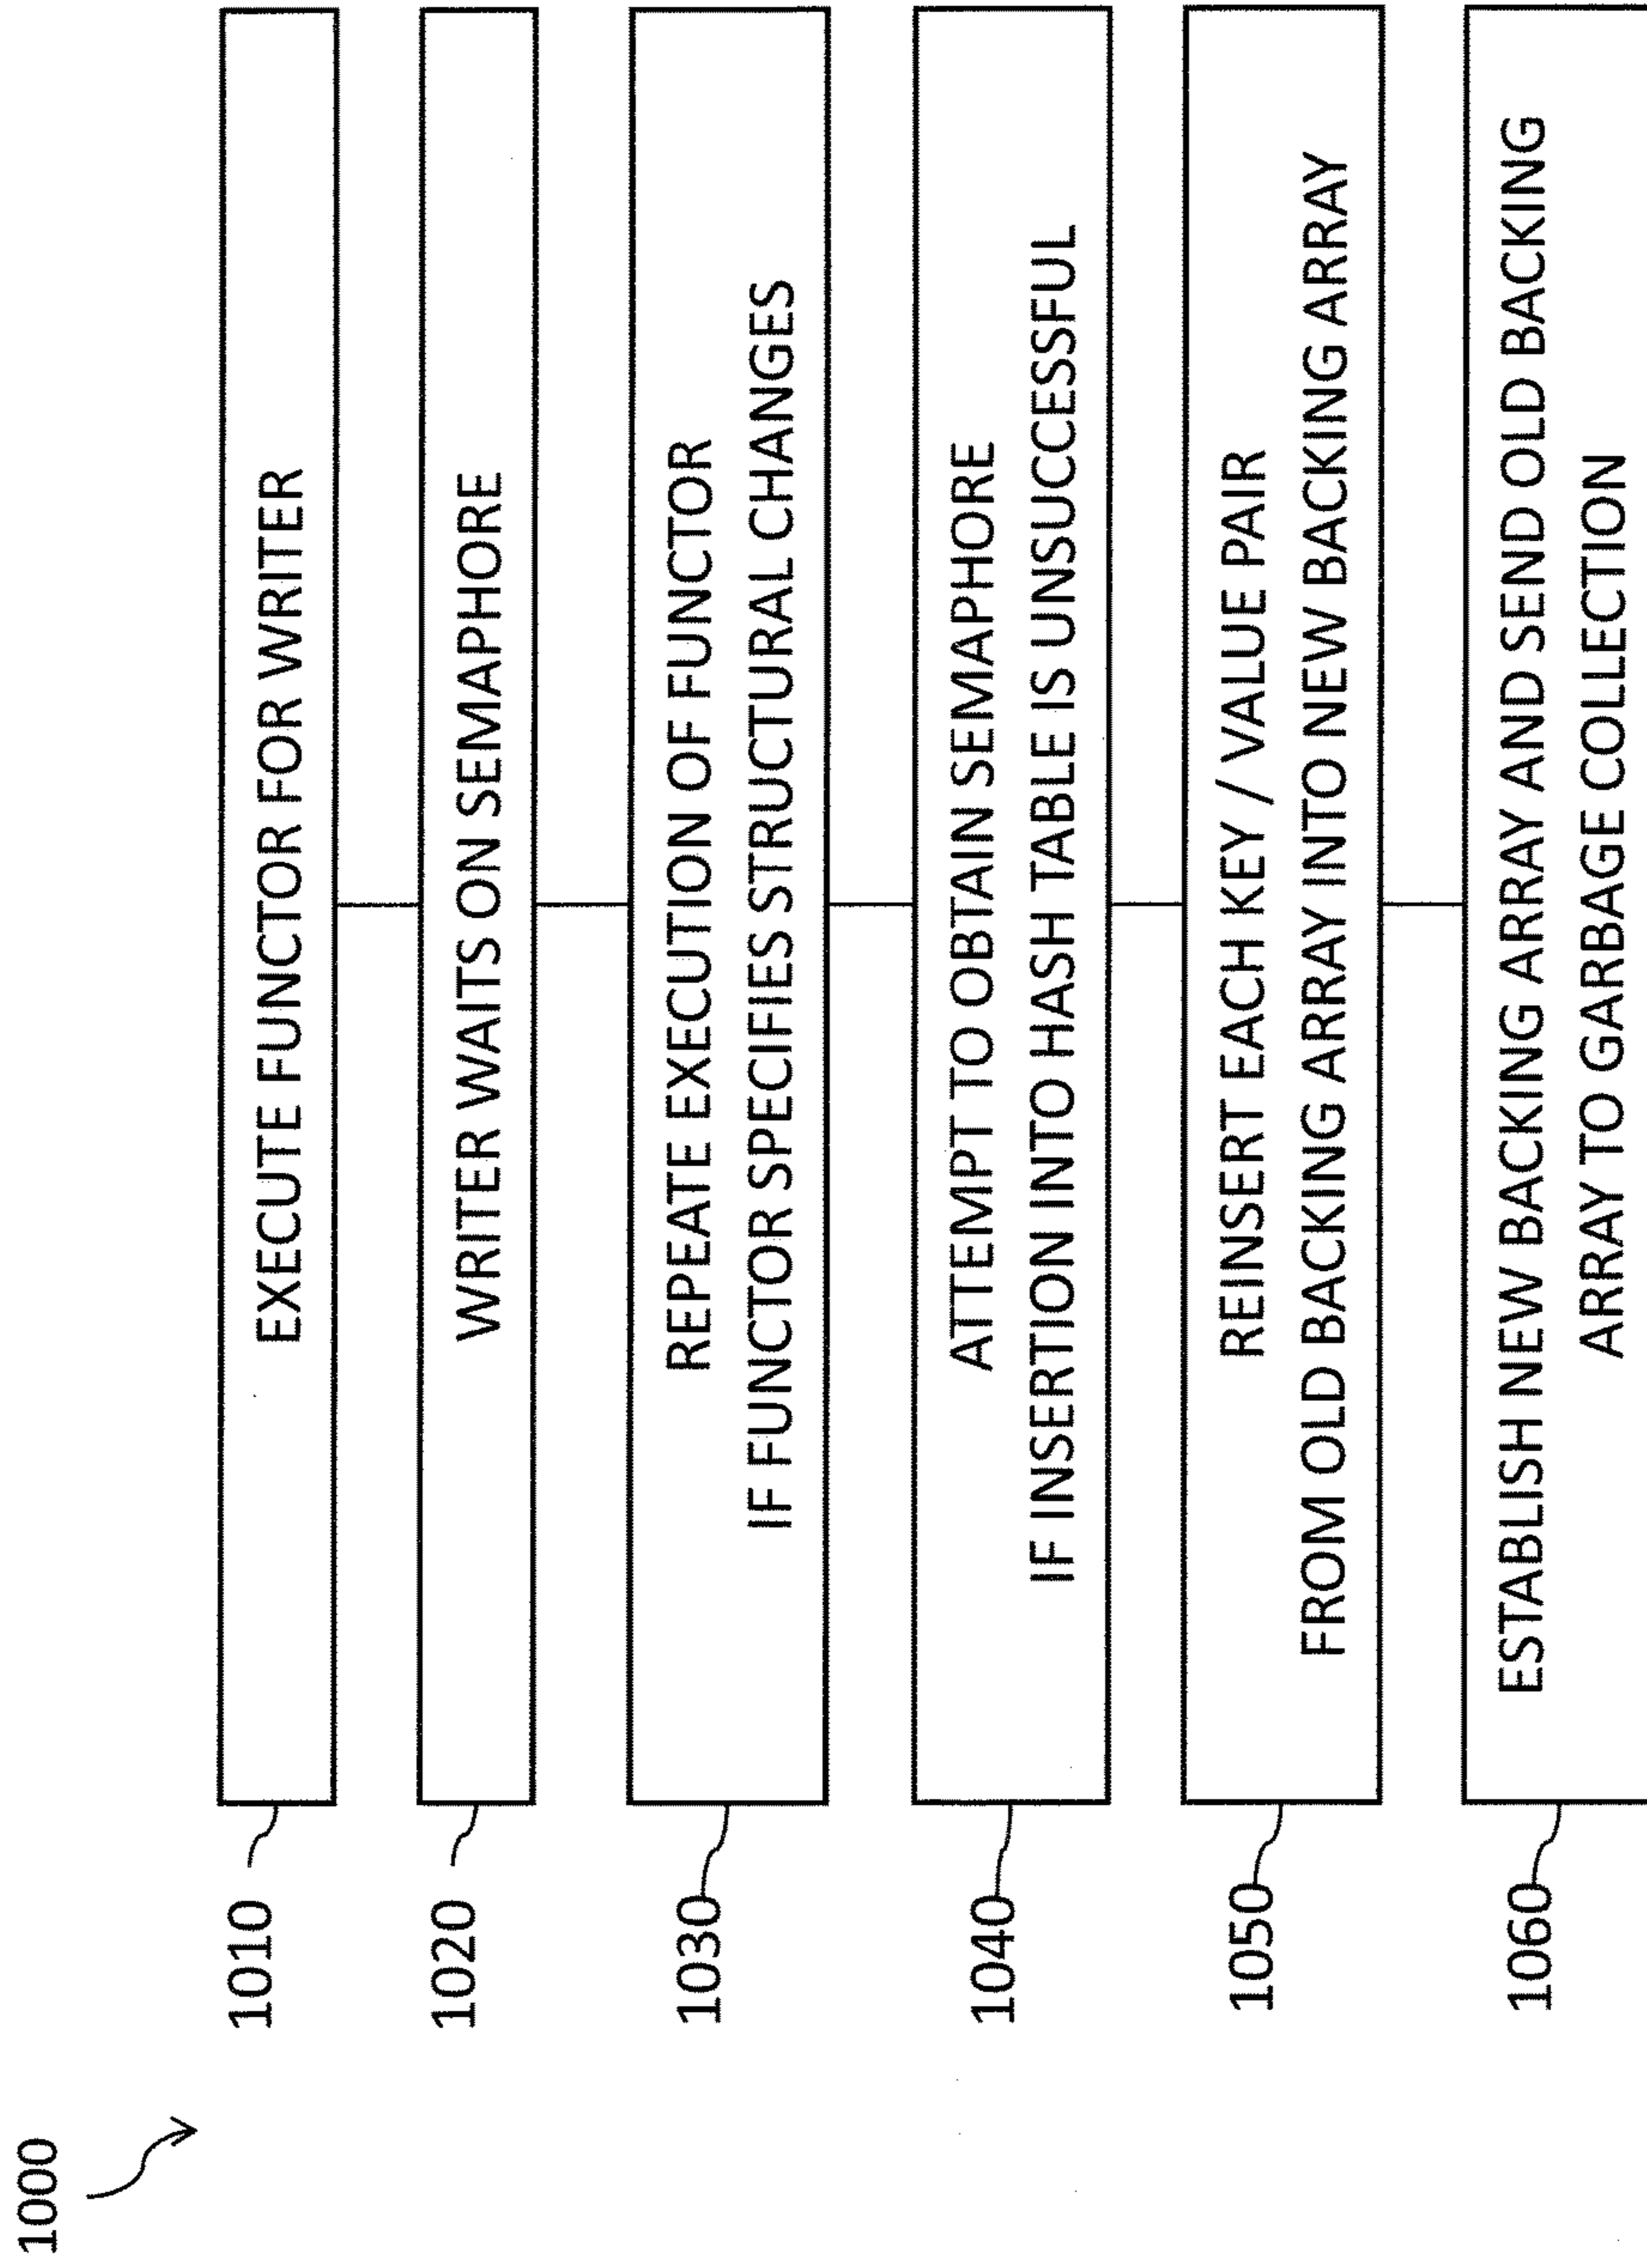 1000
1010
EXECUTE FUNCTOR FOR WRITER
1020
WRITER WAITS ON SEMAPHORE
1030
REPEATE EXECUTION OF FUNCTOR
IF FUNCTOR SPECIFIES STRUCTURAL CHANGES
1040
ATTEMPT TO OBTAIN SEMAPHORE
IF INSERTION INTO HASH TABLE IS UNSUCCESSFUL
1050
REINSERT EACH KEY / VALUE PAIR
FROM OLD BACKING ARRAY INTO NEW BACKING ARRAY
1060
ESTABLISH NEW BACKING ARRAY AND SEND OLD BACKING
ARRAY TO GARBAGE COLLECTION